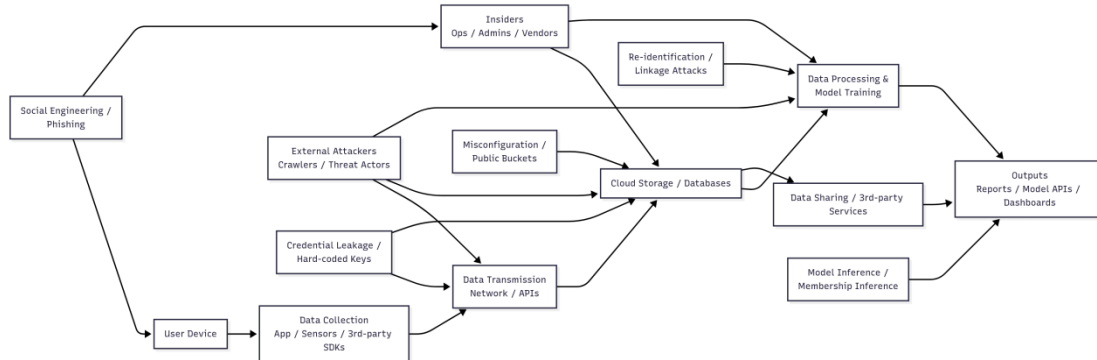 Insiders
Ops / Admins / Vendors
Re-identification /
Linkage Attacks
Data Processing &
Model Training
Social Engineering /
Phishing
External Attackers
Crawlers / Threat Actors
Misconfiguration /
Public Buckets
Cloud Storage / Databases
Data Sharing / 3rd-party
Services
Outputs
Reports / Model APIs /
Dashboards
Credential Leakage /
Hard-coded Keys
Data Transmission
Network / APIs
Model Inference /
Membership Inference
User Device
Data Collection
App / Sensors / 3rd-party
SDKs